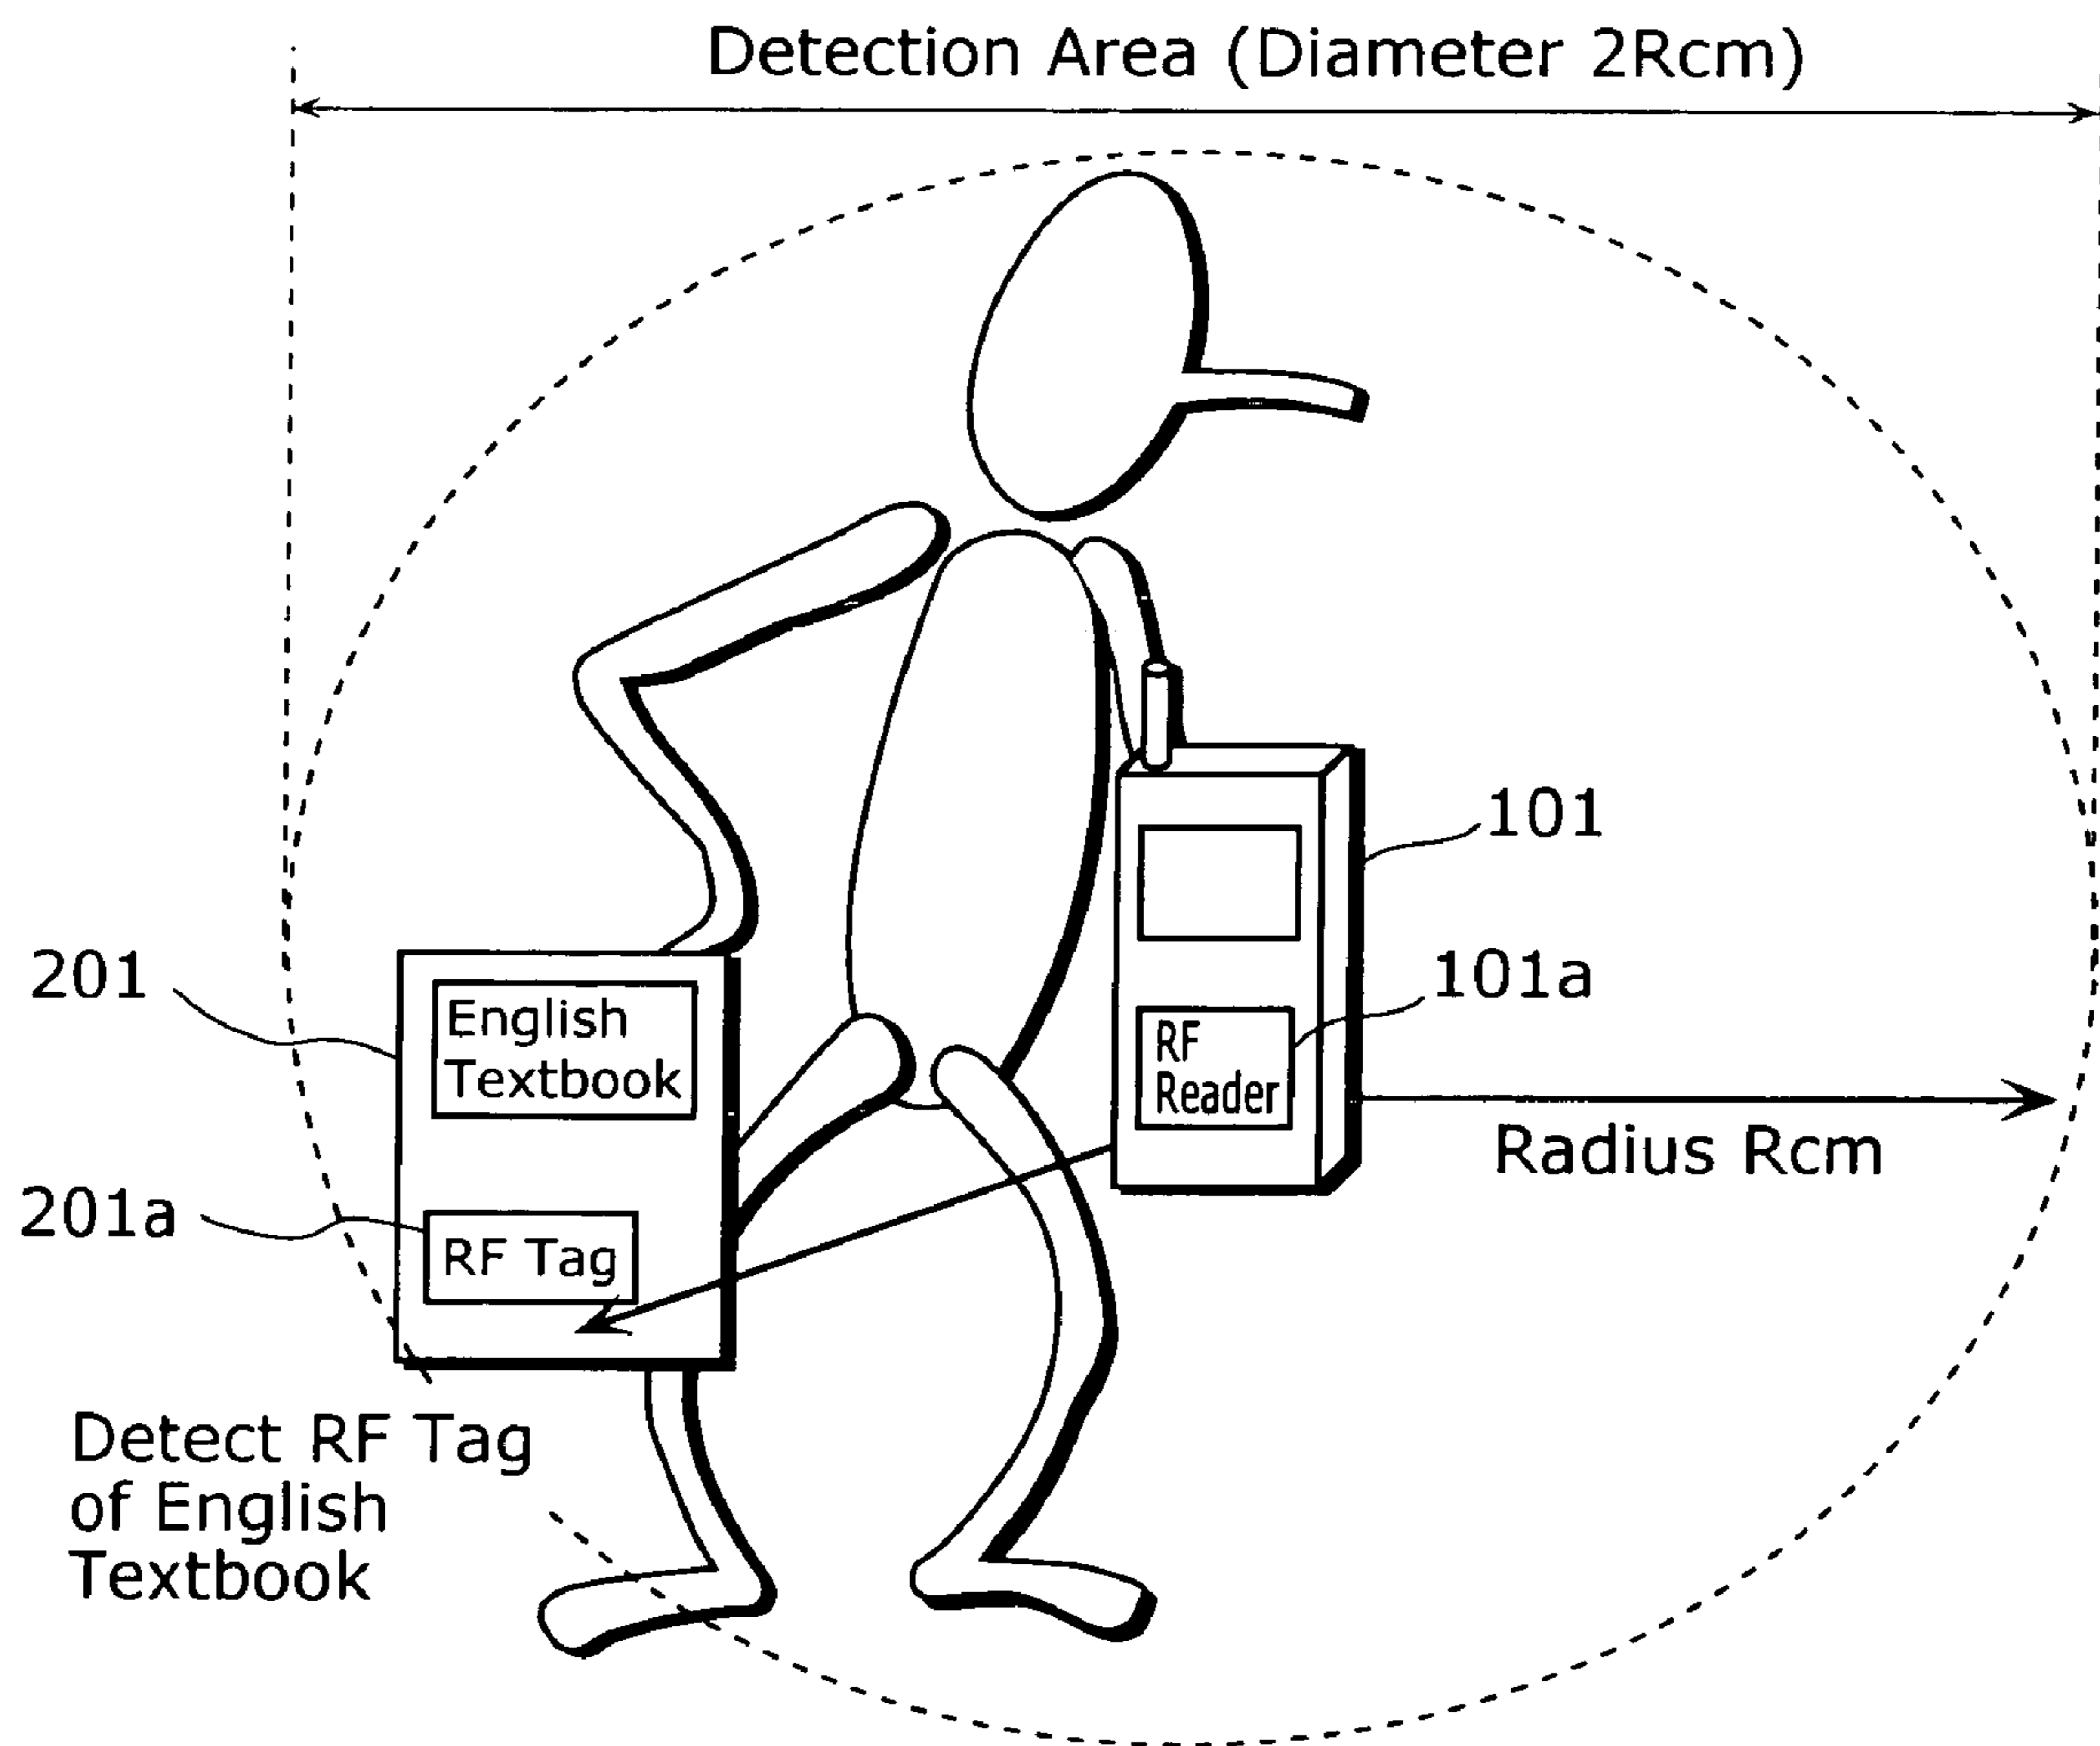 Detection Area (Diameter 2Rcm)
101
201
English
Textbook
101a
RF
Reader
Radius Rcm
201a
RF Tag
Detect RF Tag
of English
Textbook